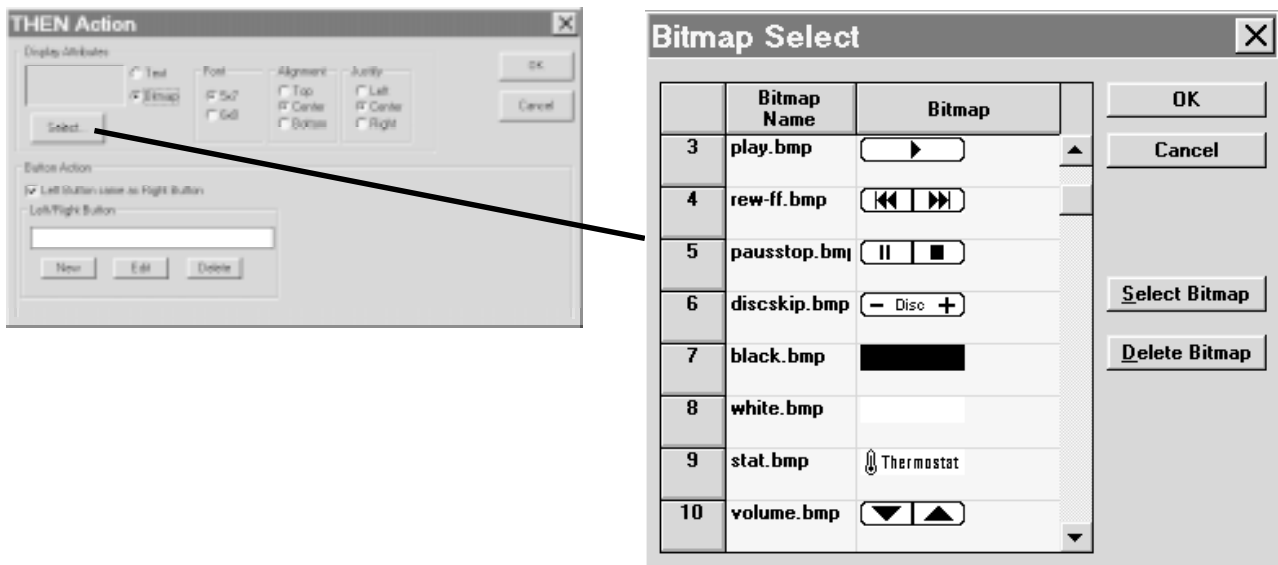 THEN Action
Display Attributes
Text
Bitmap
Font
5x7
6x8
Alignment
Top
Center
Bottom
Justify
Left
Center
Right
OK
Cancel
Select...
Button Action
Left Button same as Right Button
Left/Right Button
New
Edit
Delete
Bitmap Select
Bitmap Name
Bitmap
3 play.bmp
4 rew-ff.bmp
5 pausstop.bm
6 discskip.bmp − Disc +
7 black.bmp
8 white.bmp
9 stat.bmp Thermostat
10 volume.bmp
OK
Cancel
Select Bitmap
Delete Bitmap